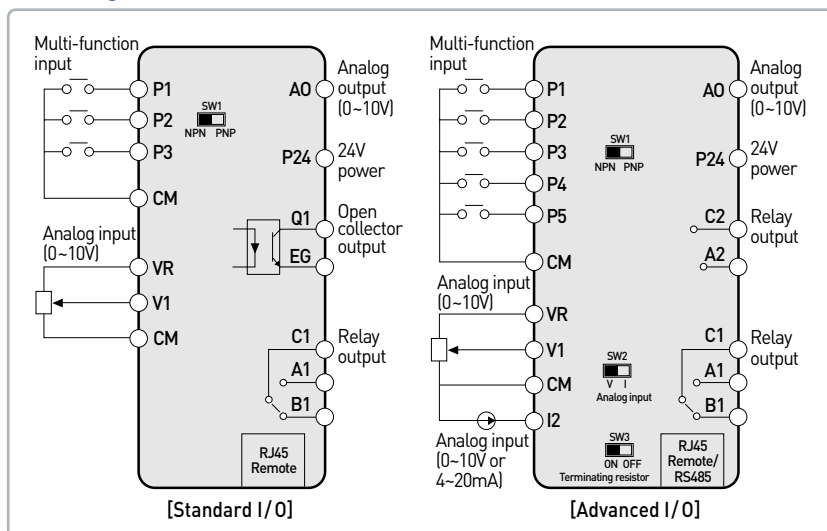 Multi-function
input
P1
P2
P3
CM
SW1
NPN PNP
Analog input
(0~10V)
VR
V1
CM
AO
Analog
output
(0~10V)
P24
24V
power
Q1
EG
Open
collector
output
C1
A1
B1
Relay
output
RJ45
Remote
[Standard I/O]
Multi-function
input
P1
P2
P3
P4
P5
CM
SW1
NPN PNP
Analog input
(0~10V)
VR
V1
CM
I2
Analog input
(0~10V or
4~20mA)
SW2
V I
Analog input
SW3
ON OFF
Terminating resistor
AO
Analog
output
(0~10V)
P24
24V
power
C2
A2
Relay
output
C1
A1
B1
Relay
output
RJ45
Remote/
RS485
[Advanced I/O]